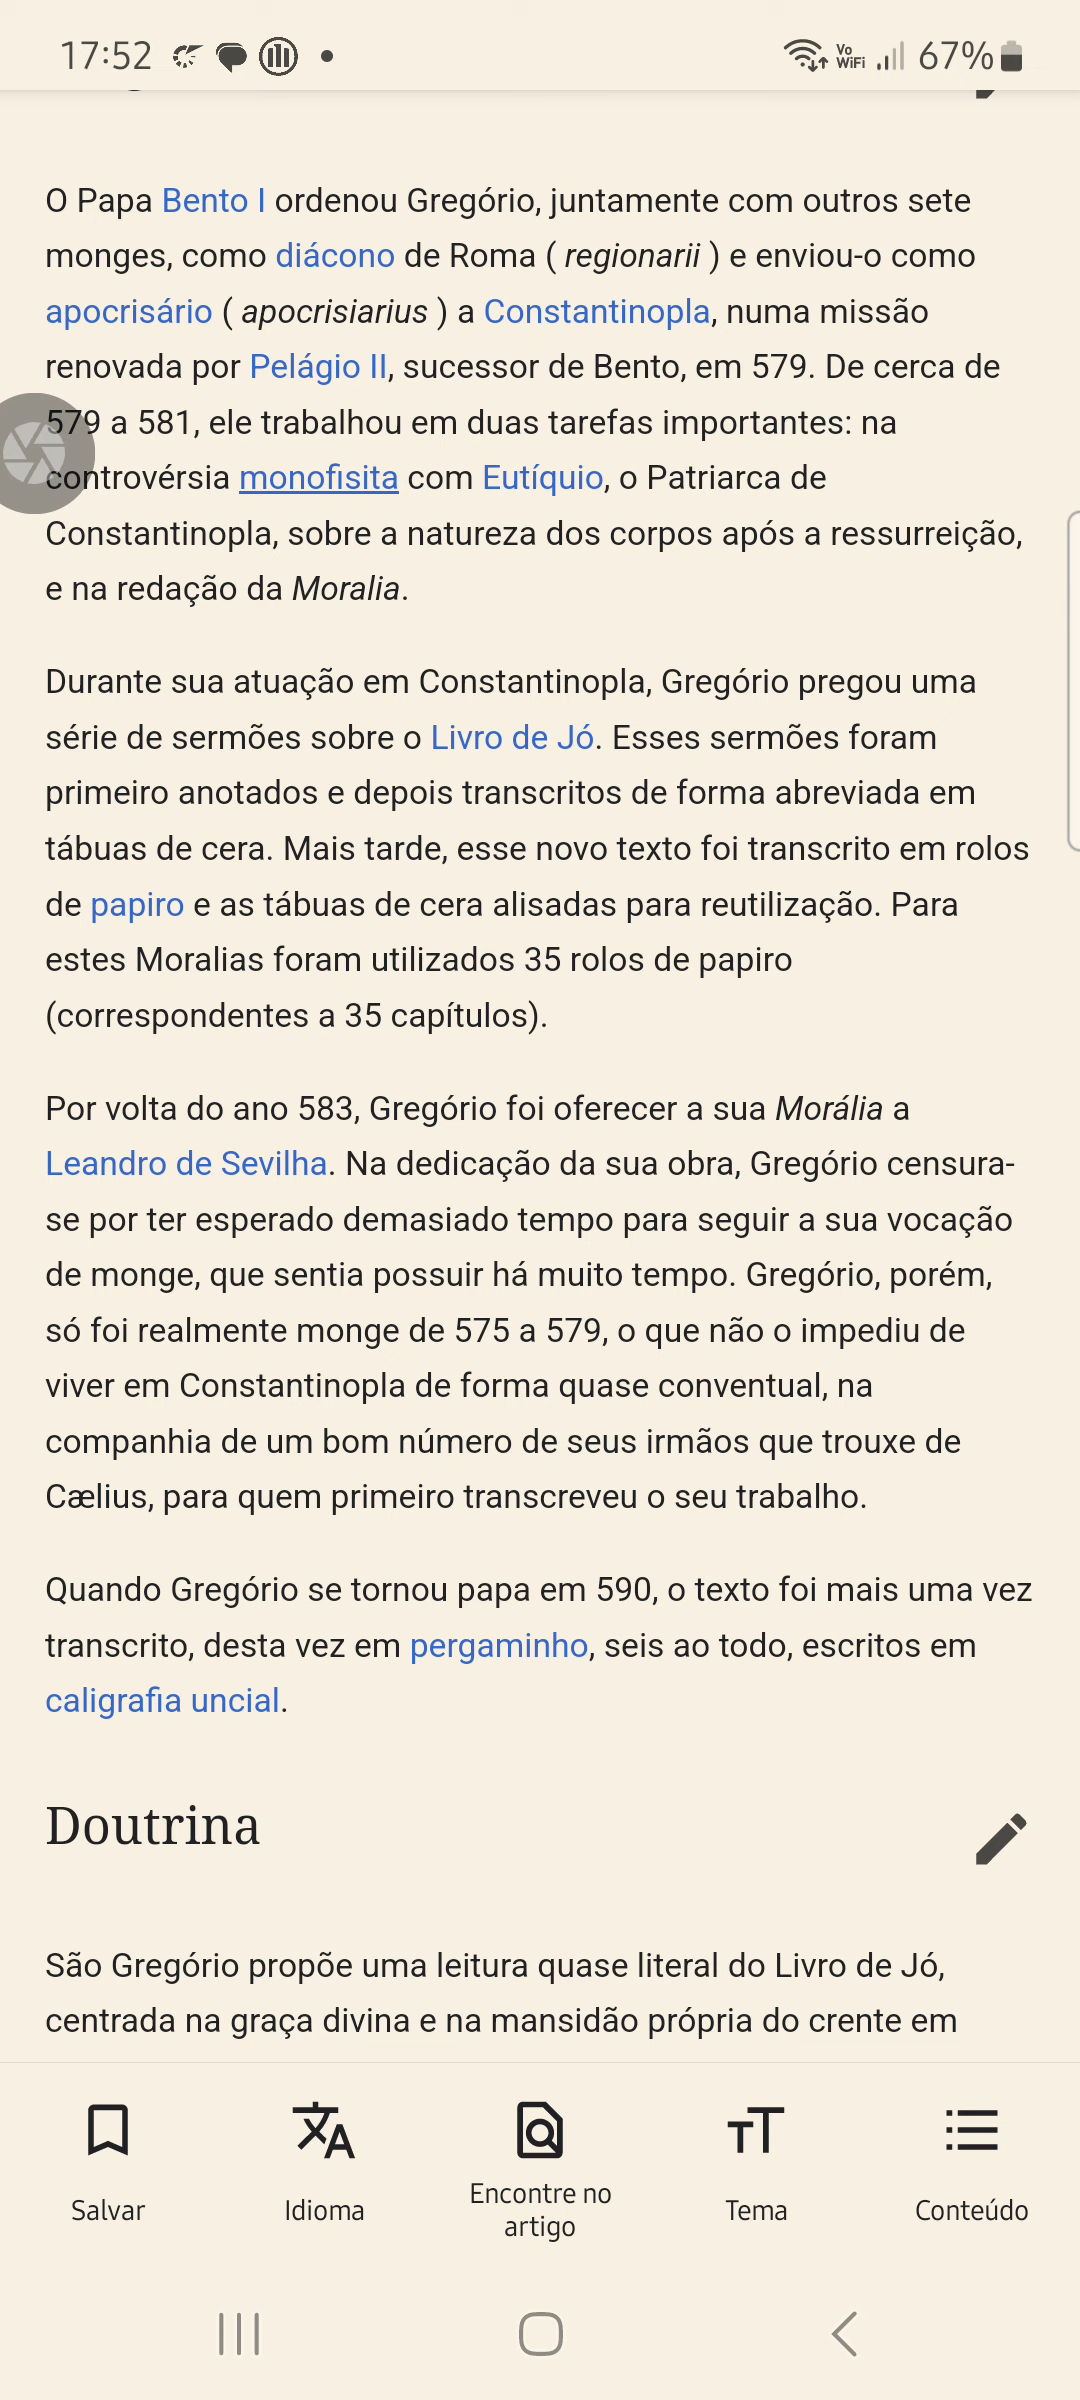 17:52
Vo
WiFi
67%
O Papa Bento I ordenou Gregório, juntamente com outros sete
monges, como diácono de Roma ( regionarii ) e enviou-o como
apocrisário ( apocrisiarius ) a Constantinopla, numa missão
renovada por Pelágio II, sucessor de Bento, em 579. De cerca de
579 a 581, ele trabalhou em duas tarefas importantes: na
controvérsia monofisita com Eutíquio, o Patriarca de
Constantinopla, sobre a natureza dos corpos após a ressurreição,
e na redação da Moralia.
Durante sua atuação em Constantinopla, Gregório pregou uma
série de sermões sobre o Livro de Jó. Esses sermões foram
primeiro anotados e depois transcritos de forma abreviada em
tábuas de cera. Mais tarde, esse novo texto foi transcrito em rolos
de papiro e as tábuas de cera alisadas para reutilização. Para
estes Moralias foram utilizados 35 rolos de papiro
(correspondentes a 35 capítulos).
Por volta do ano 583, Gregório foi oferecer a sua Morália a
Leandro de Sevilha. Na dedicação da sua obra, Gregório censura-
se por ter esperado demasiado tempo para seguir a sua vocação
de monge, que sentia possuir há muito tempo. Gregório, porém,
só foi realmente monge de 575 a 579, o que não o impediu de
viver em Constantinopla de forma quase conventual, na
companhia de um bom número de seus irmãos que trouxe de
Cælius, para quem primeiro transcreveu o seu trabalho.
Quando Gregório se tornou papa em 590, o texto foi mais uma vez
transcrito, desta vez em pergaminho, seis ao todo, escritos em
caligrafia uncial.
Doutrina
São Gregório propõe uma leitura quase literal do Livro de Jó,
centrada na graça divina e na mansidão própria do crente em
Salvar
Idioma
Encontre no
artigo
Tema
Conteúdo